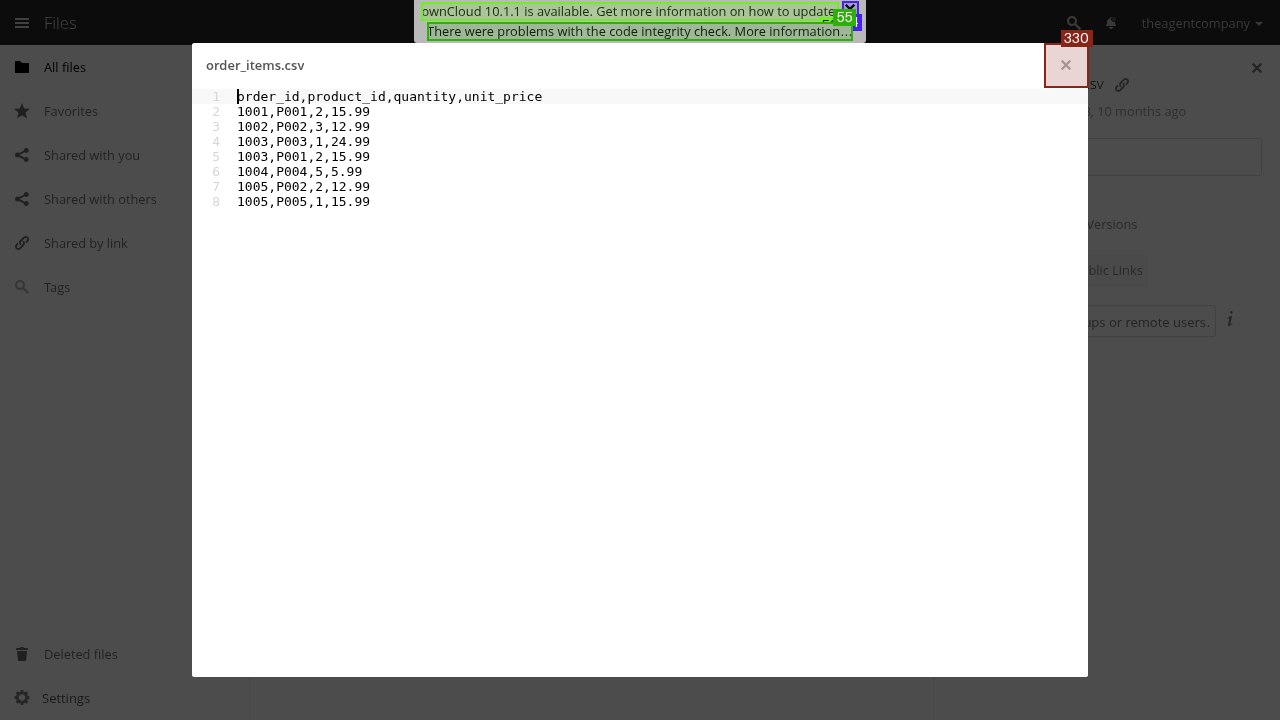 Files
ownCloud 10.1.1 is available. Get more information on how to update
There were problems with the code integrity check. More information...
55
theagentcompany
330
order_items.csv
1 order_id,product_id,quantity,unit_price
2 1001,P001,2,15.99
3 1002,P002,3,12.99
4 1003,P003,1,24.99
5 1003,P001,2,15.99
6 1004,P004,5,5.99
7 1005,P002,2,12.99
8 1005,P005,1,15.99
All files
Favorites
Shared with you
Shared with others
Shared by link
Tags
Deleted files
Settings
, 10 months ago
Versions
blic Links
ups or remote users.
i